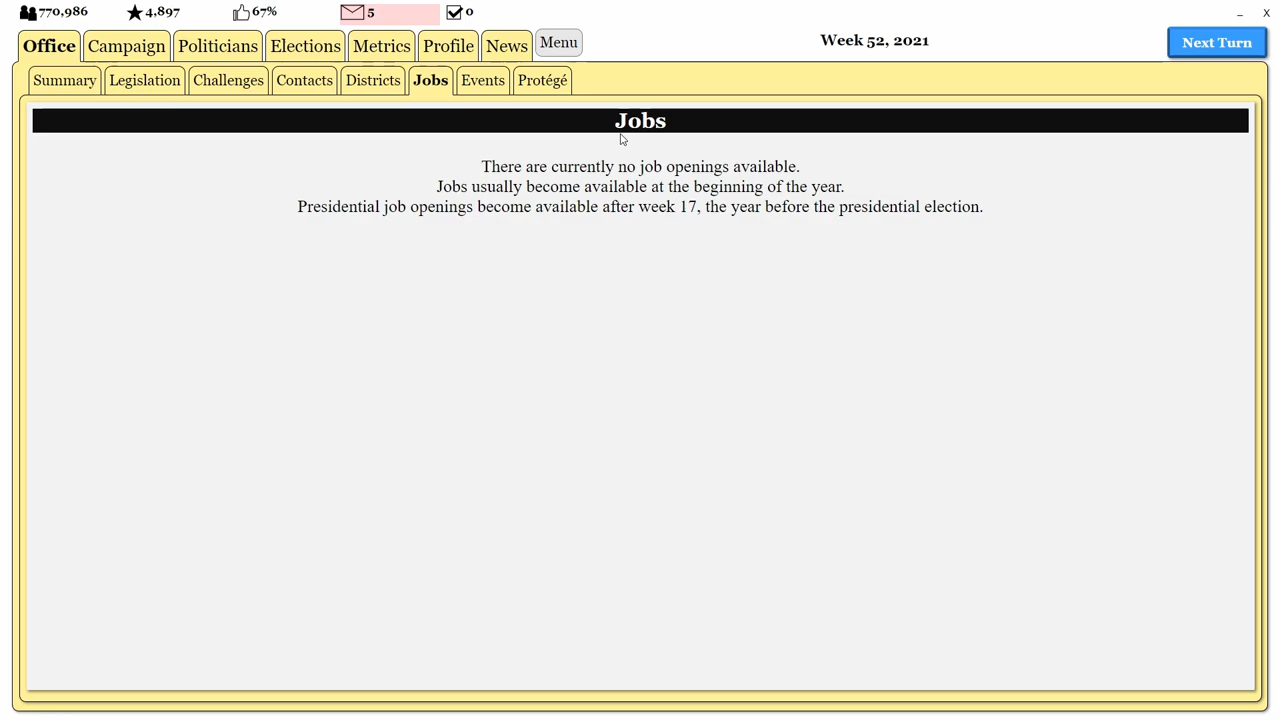 770,986 4,897 67% 5 0 _ X
Office Campaign Politicians Elections Metrics Profile News Menu Week 52, 2021 Next Turn
Summary Legislation Challenges Contacts Districts Jobs Events Protégé
Jobs
There are currently no job openings available.
Jobs usually become available at the beginning of the year.
Presidential job openings become available after week 17, the year before the presidential election.